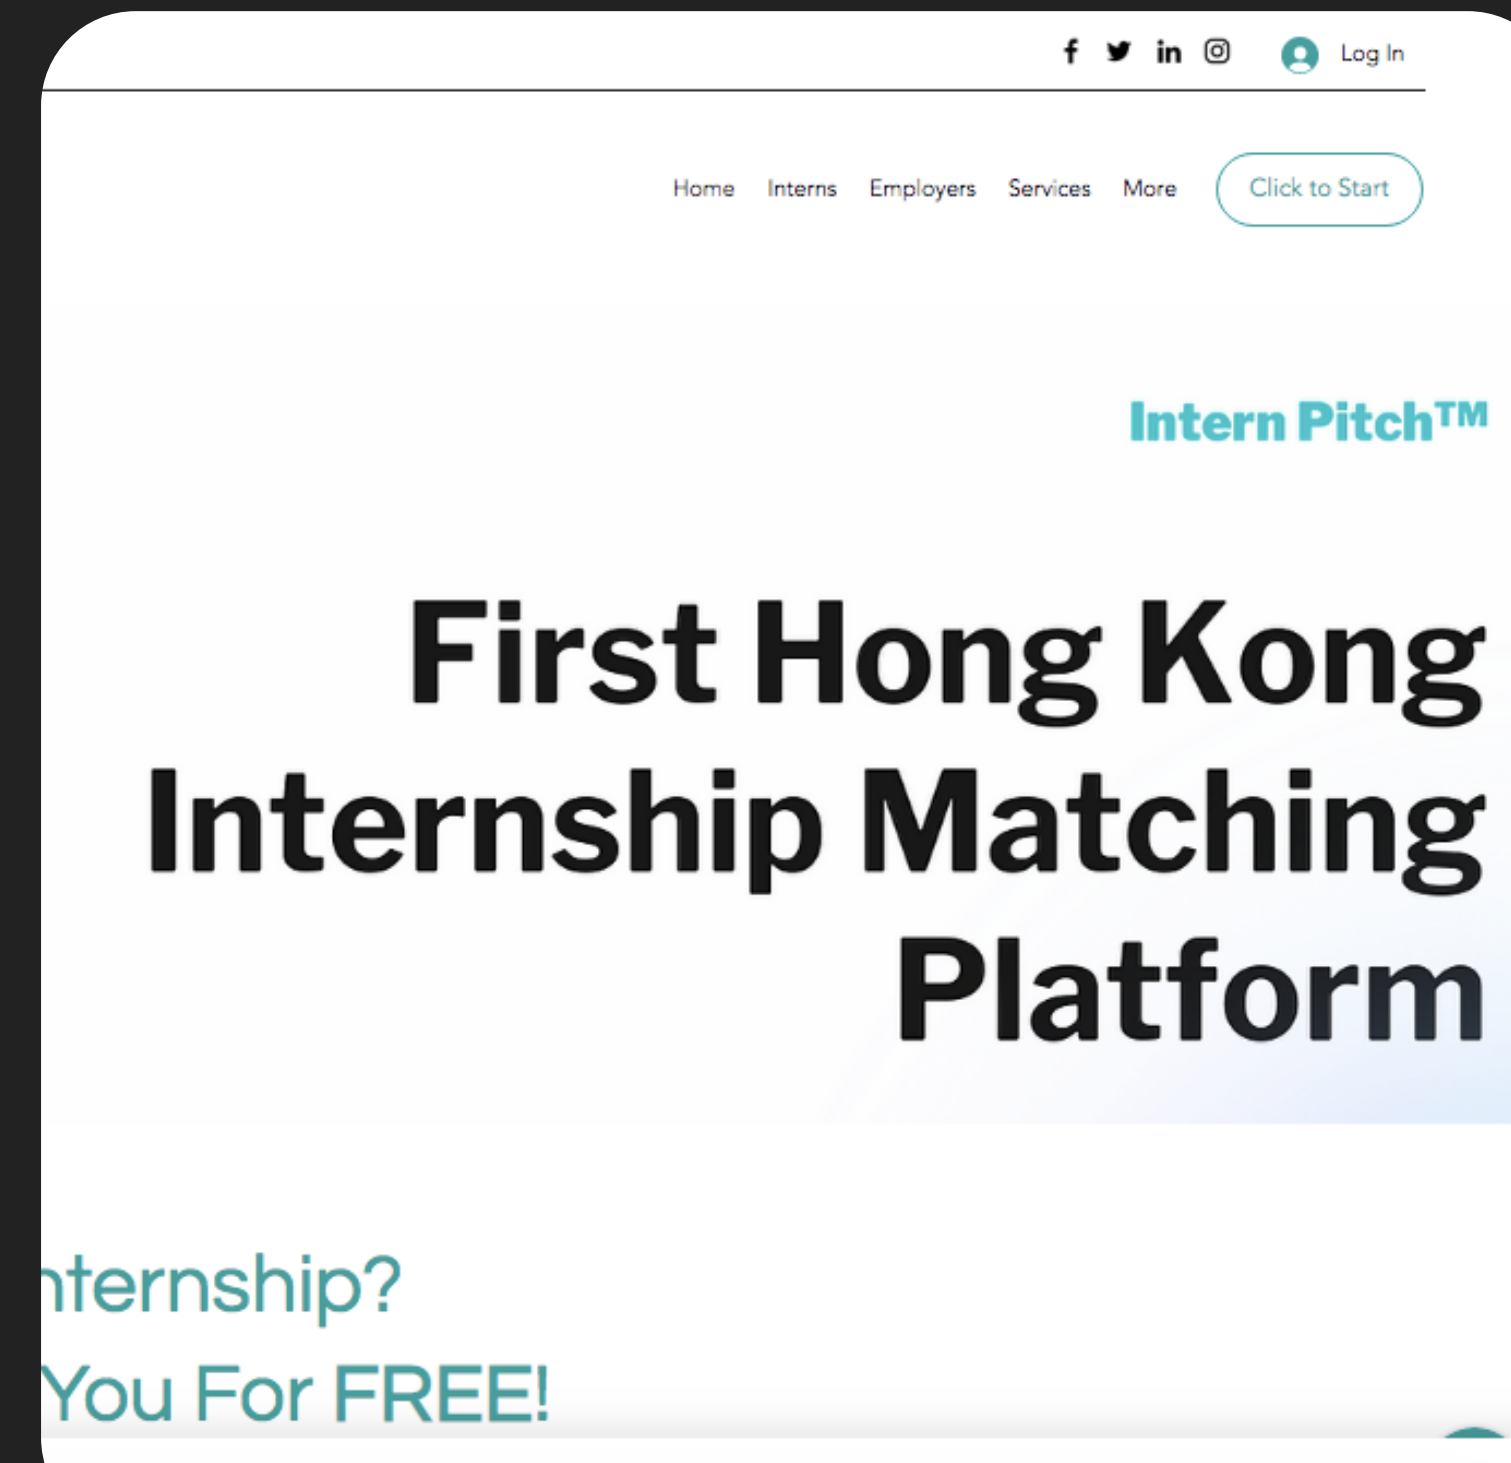 Log In
Home Interns Employers Services More Click to Start
Intern Pitch™
First Hong Kong
Internship Matching
Platform
nternship?
You For FREE!